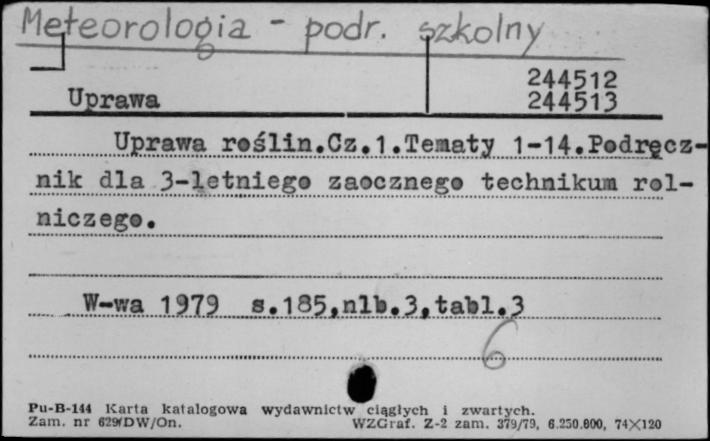 Meteorologia - podr. szkolny
244512
Uprawa 244513
Uprawa roślin.Cz.1.Tematy 1-14.Podręcz-
nik dla 3-letniego zaocznego technikum rol-
niczego.
W-wa 1979 s.185,nlb.3,tabl.3
6
Pu-B-144 Karta katalogowa wydawnictw ciągłych i zwartych.
Zam. nr 629/DW/On. WZGraf. Z-2 zam. 379/79, 6.250.000, 74×120